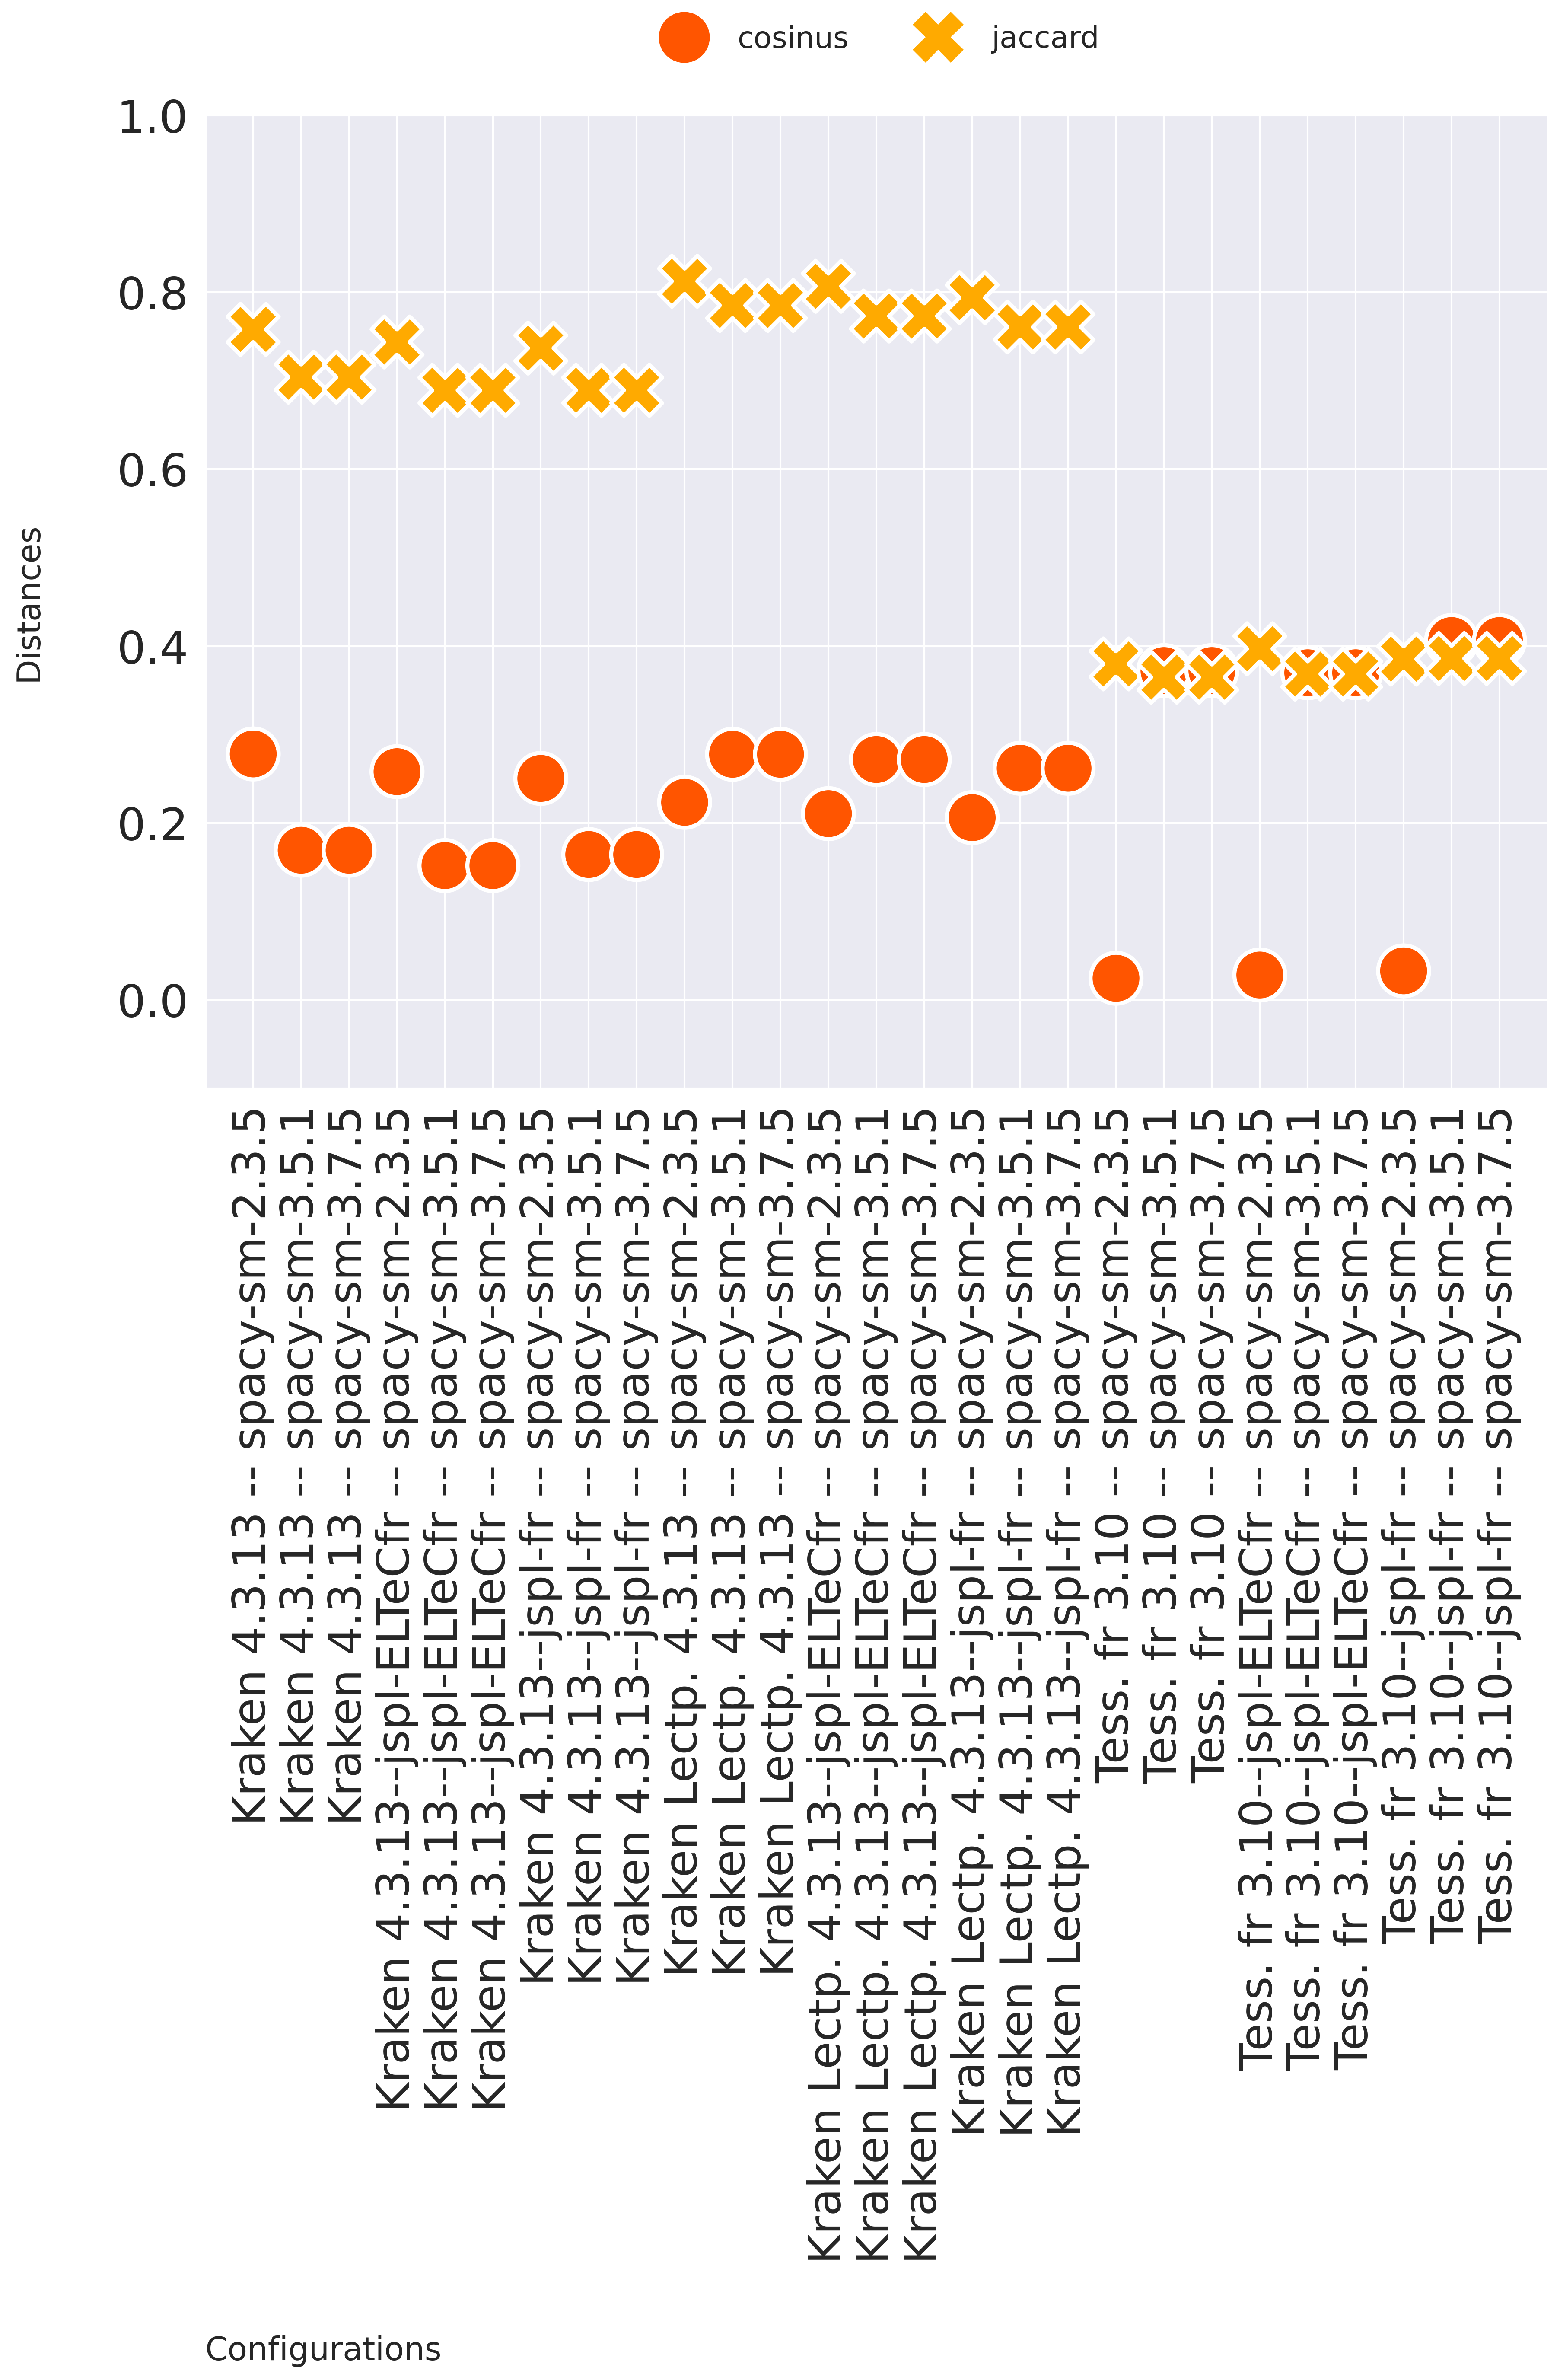 cosinus jaccard
1.0
0.8
0.6
0.4
0.2
0.0
Distances
Kraken 4.3.13 -- spacy-sm-2.3.5
Kraken 4.3.13 -- spacy-sm-3.5.1
Kraken 4.3.13 -- spacy-sm-3.7.5
Kraken 4.3.13--jspl-ELTeCfr -- spacy-sm-2.3.5
Kraken 4.3.13--jspl-ELTeCfr -- spacy-sm-3.5.1
Kraken 4.3.13--jspl-ELTeCfr -- spacy-sm-3.7.5
Kraken 4.3.13--jspl-fr -- spacy-sm-2.3.5
Kraken 4.3.13--jspl-fr -- spacy-sm-3.5.1
Kraken 4.3.13--jspl-fr -- spacy-sm-3.7.5
Kraken Lectp. 4.3.13 -- spacy-sm-2.3.5
Kraken Lectp. 4.3.13 -- spacy-sm-3.5.1
Kraken Lectp. 4.3.13 -- spacy-sm-3.7.5
Kraken Lectp. 4.3.13--jspl-ELTeCfr -- spacy-sm-2.3.5
Kraken Lectp. 4.3.13--jspl-ELTeCfr -- spacy-sm-3.5.1
Kraken Lectp. 4.3.13--jspl-ELTeCfr -- spacy-sm-3.7.5
Kraken Lectp. 4.3.13--jspl-fr -- spacy-sm-2.3.5
Kraken Lectp. 4.3.13--jspl-fr -- spacy-sm-3.5.1
Kraken Lectp. 4.3.13--jspl-fr -- spacy-sm-3.7.5
Tess. fr 3.10 -- spacy-sm-2.3.5
Tess. fr 3.10 -- spacy-sm-3.5.1
Tess. fr 3.10 -- spacy-sm-3.7.5
Tess. fr 3.10--jspl-ELTeCfr -- spacy-sm-2.3.5
Tess. fr 3.10--jspl-ELTeCfr -- spacy-sm-3.5.1
Tess. fr 3.10--jspl-ELTeCfr -- spacy-sm-3.7.5
Tess. fr 3.10--jspl-fr -- spacy-sm-2.3.5
Tess. fr 3.10--jspl-fr -- spacy-sm-3.5.1
Tess. fr 3.10--jspl-fr -- spacy-sm-3.7.5
Configurations